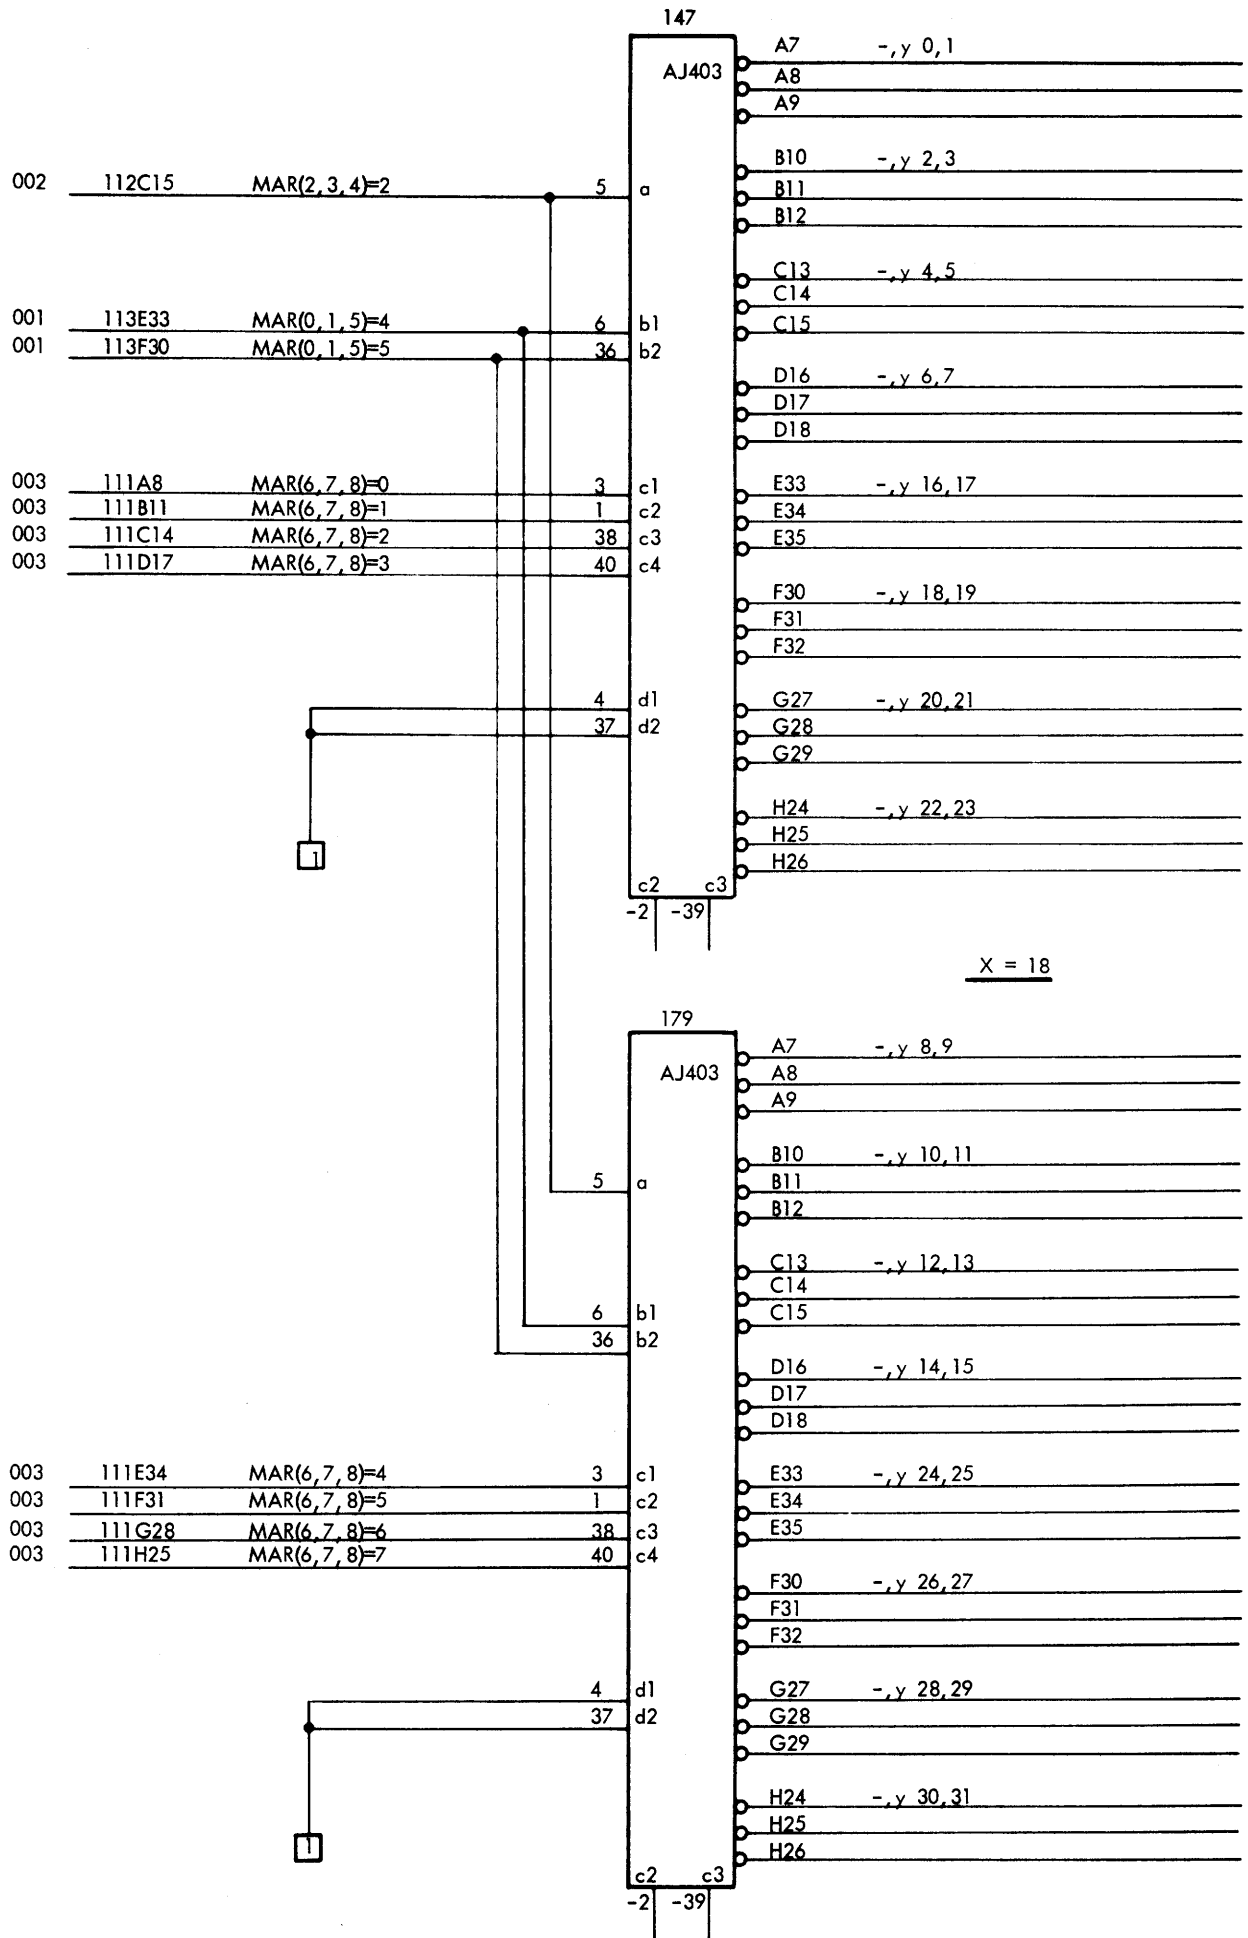 147
AJ403
A7 -,y 0,1
A8
A9
B10 -,y 2,3
002 112C15 MAR(2,3,4)=2 5 a
B11
B12
C13 -,y 4,5
C14
001 113E33 MAR(0,1,5)=4 6 b1
C15
001 113F30 MAR(0,1,5)=5 36 b2
D16 -,y 6,7
D17
D18
003 111A8 MAR(6,7,8)=0 3 c1
E33 -,y 16,17
003 111B11 MAR(6,7,8)=1 1 c2
E34
003 111C14 MAR(6,7,8)=2 38 c3
E35
003 111D17 MAR(6,7,8)=3 40 c4
F30 -,y 18,19
F31
F32
4 d1
G27 -,y 20,21
37 d2
G28
G29
H24 -,y 22,23
H25
1
H26
c2 c3
-2 -39
X = 18
179
AJ403
A7 -,y 8,9
A8
A9
B10 -,y 10,11
5 a
B11
B12
C13 -,y 12,13
C14
6 b1
C15
36 b2
D16 -,y 14,15
D17
D18
003 111E34 MAR(6,7,8)=4 3 c1
E33 -,y 24,25
003 111F31 MAR(6,7,8)=5 1 c2
E34
003 111G28 MAR(6,7,8)=6 38 c3
E35
003 111H25 MAR(6,7,8)=7 40 c4
F30 -,y 26,27
F31
F32
4 d1
G27 -,y 28,29
37 d2
G28
G29
H24 -,y 30,31
H25
1
H26
c2 c3
-2 -39